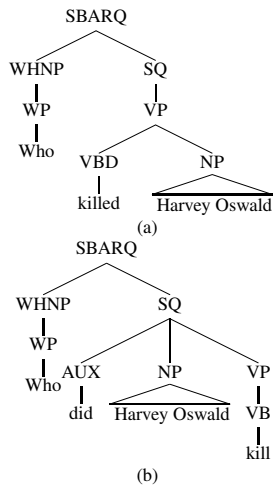 SBARQ
WHNP SQ
WP VP
Who VBD NP
killed Harvey Oswald
(a)
SBARQ
WHNP SQ
WP
Who AUX NP VP
did Harvey Oswald VB
kill
(b)